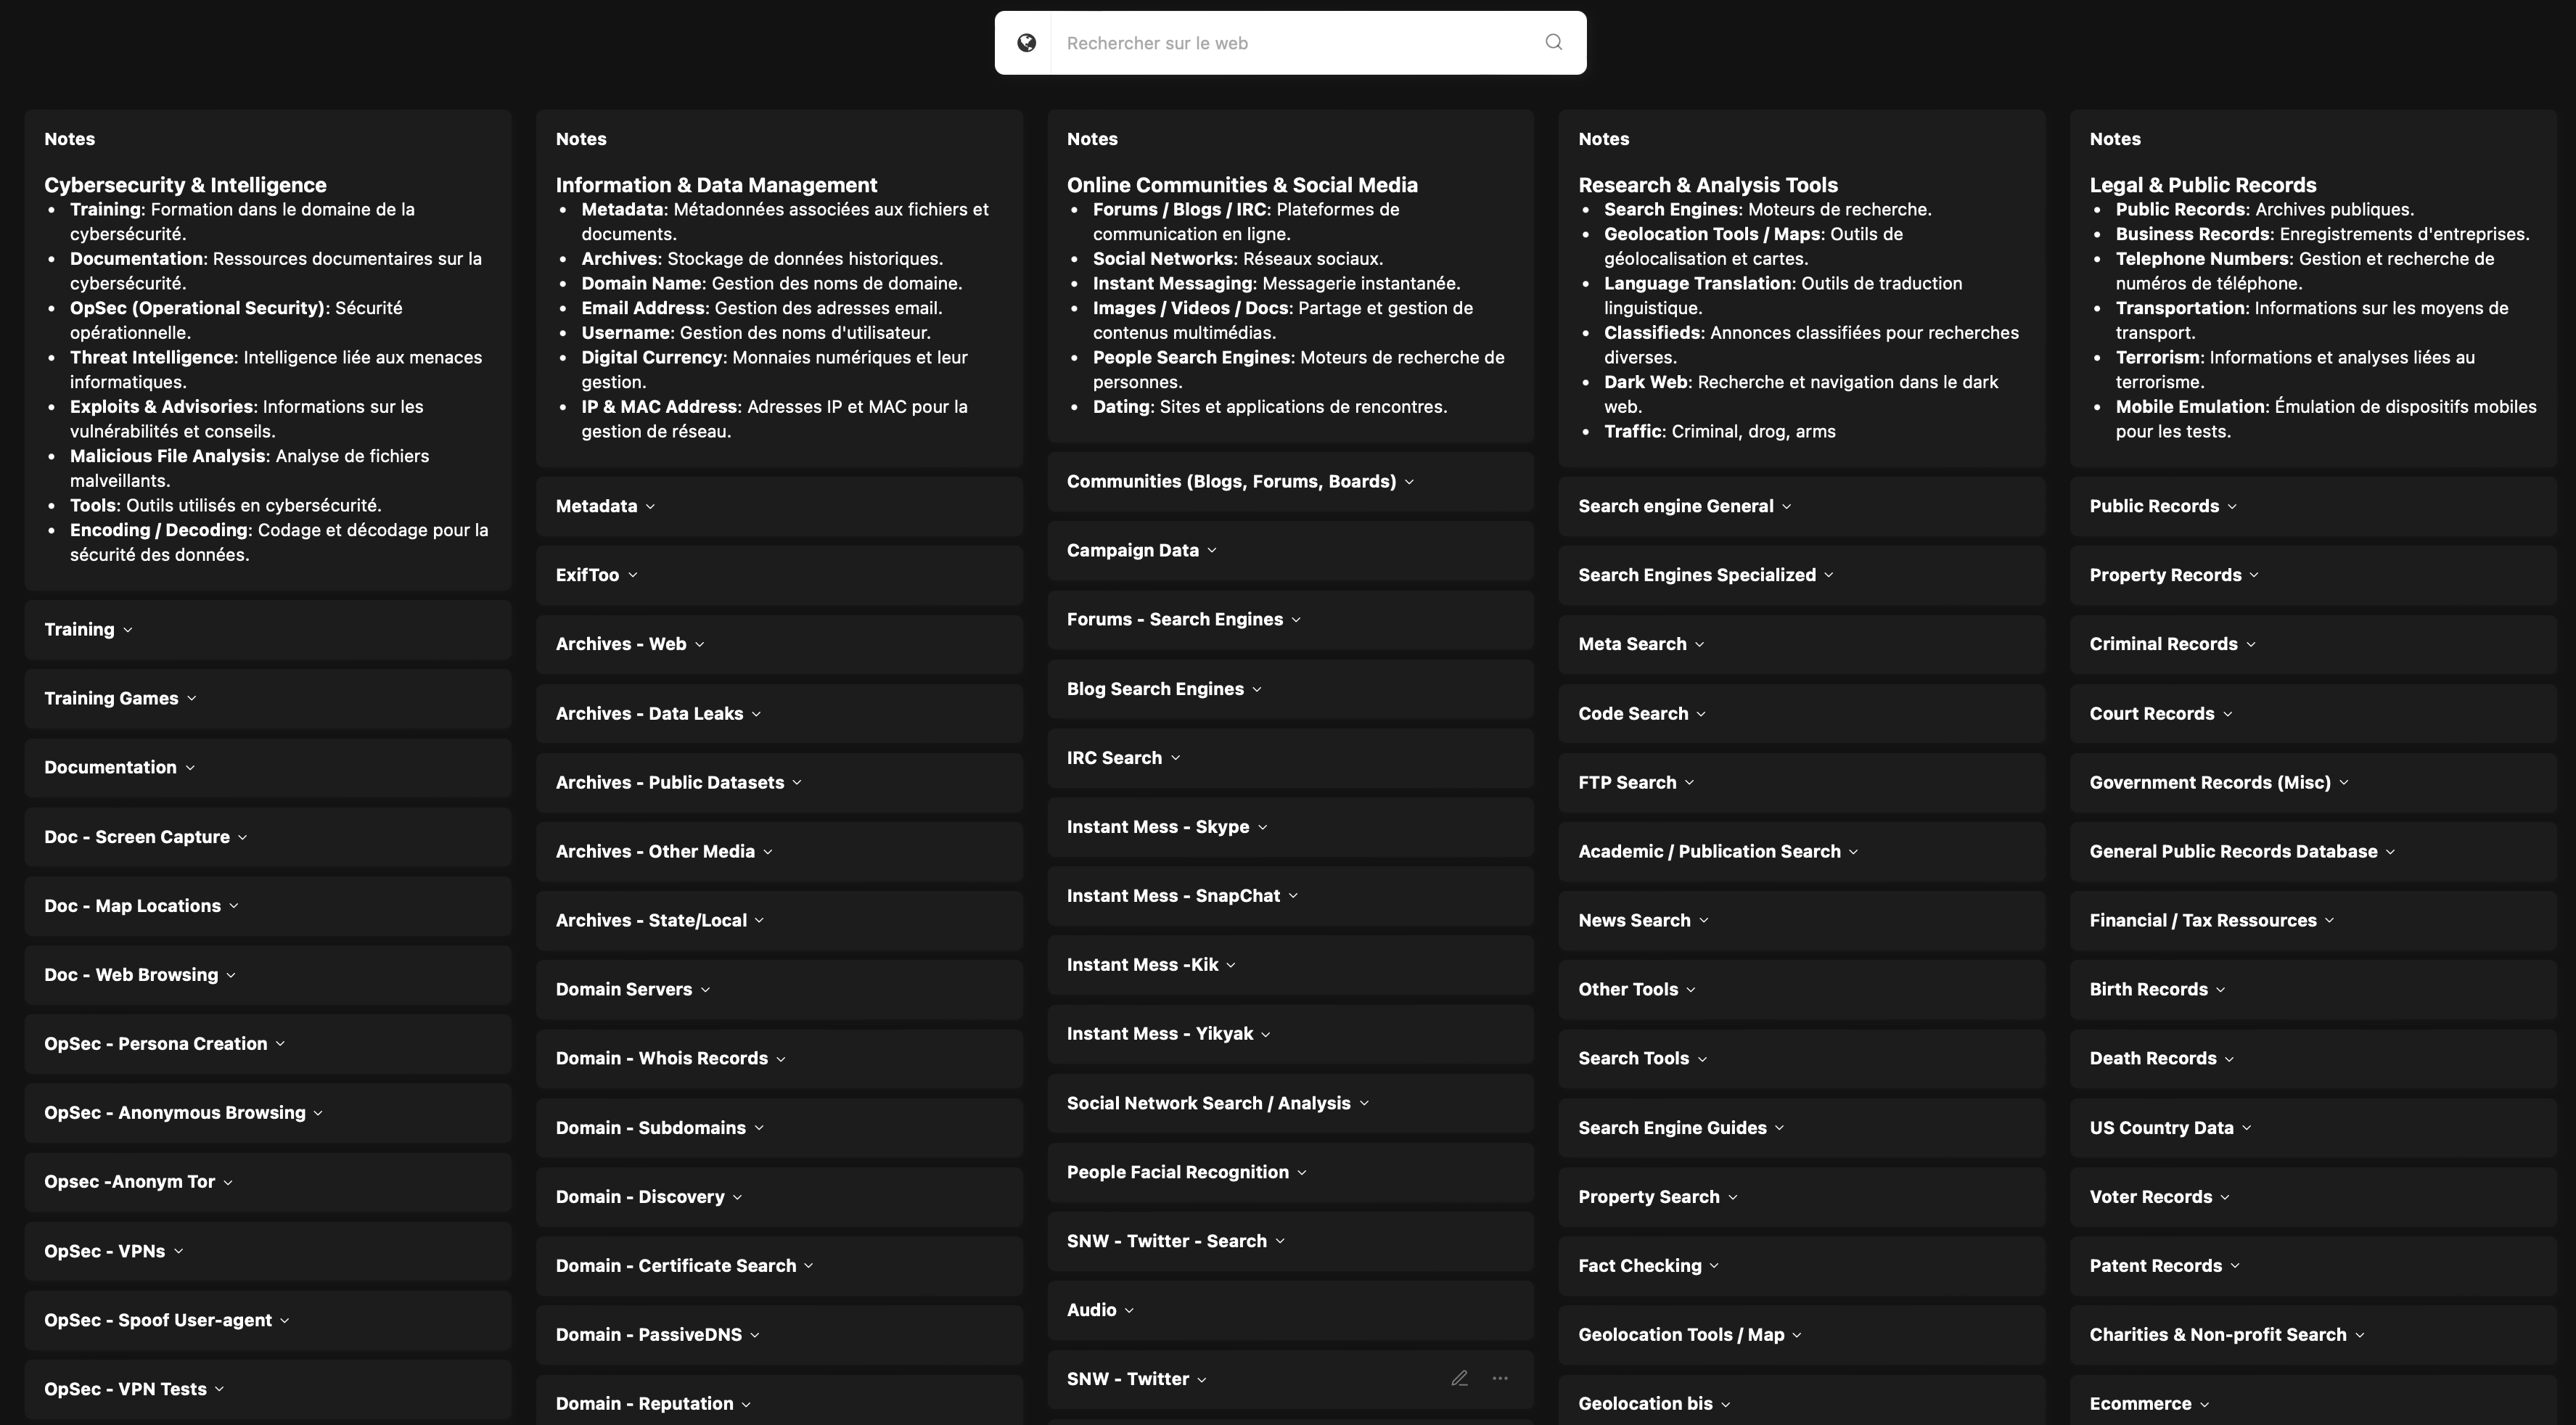 Rechercher sur le web
Notes
Cybersecurity & Intelligence
• Training: Formation dans le domaine de la
cybersécurité.
• Documentation: Ressources documentaires sur la
cybersécurité.
• OpSec (Operational Security): Sécurité
opérationnelle.
• Threat Intelligence: Intelligence liée aux menaces
informatiques.
• Exploits & Advisories: Informations sur les
vulnérabilités et conseils.
• Malicious File Analysis: Analyse de fichiers
malveillants.
• Tools: Outils utilisés en cybersécurité.
• Encoding / Decoding: Codage et décodage pour la
sécurité des données.
Training
Training Games
Documentation
Doc - Screen Capture
Doc - Map Locations
Doc - Web Browsing
OpSec - Persona Creation
OpSec - Anonymous Browsing
Opsec -Anonym Tor
OpSec - VPNs
OpSec - Spoof User-agent
OpSec - VPN Tests
Notes
Information & Data Management
• Metadata: Métadonnées associées aux fichiers et
documents.
• Archives: Stockage de données historiques.
• Domain Name: Gestion des noms de domaine.
• Email Address: Gestion des adresses email.
• Username: Gestion des noms d'utilisateur.
• Digital Currency: Monnaies numériques et leur
gestion.
• IP & MAC Address: Adresses IP et MAC pour la
gestion de réseau.
Metadata
ExifToo
Archives - Web
Archives - Data Leaks
Archives - Public Datasets
Archives - Other Media
Archives - State/Local
Domain Servers
Domain - Whois Records
Domain - Subdomains
Domain - Discovery
Domain - Certificate Search
Domain - PassiveDNS
Domain - Reputation
Notes
Online Communities & Social Media
• Forums / Blogs / IRC: Plateformes de
communication en ligne.
• Social Networks: Réseaux sociaux.
• Instant Messaging: Messagerie instantanée.
• Images / Videos / Docs: Partage et gestion de
contenus multimédias.
• People Search Engines: Moteurs de recherche de
personnes.
• Dating: Sites et applications de rencontres.
Communities (Blogs, Forums, Boards)
Campaign Data
Forums - Search Engines
Blog Search Engines
IRC Search
Instant Mess - Skype
Instant Mess - SnapChat
Instant Mess -Kik
Instant Mess - Yikyak
Social Network Search / Analysis
People Facial Recognition
SNW - Twitter - Search
Audio
SNW - Twitter
Notes
Research & Analysis Tools
• Search Engines: Moteurs de recherche.
• Geolocation Tools / Maps: Outils de
géolocalisation et cartes.
• Language Translation: Outils de traduction
linguistique.
• Classifieds: Annonces classifiées pour recherches
diverses.
• Dark Web: Recherche et navigation dans le dark
web.
• Traffic: Criminal, drog, arms
Search engine General
Search Engines Specialized
Meta Search
Code Search
FTP Search
Academic / Publication Search
News Search
Other Tools
Search Tools
Search Engine Guides
Property Search
Fact Checking
Geolocation Tools / Map
Geolocation bis
Notes
Legal & Public Records
• Public Records: Archives publiques.
• Business Records: Enregistrements d'entreprises.
• Telephone Numbers: Gestion et recherche de
numéros de téléphone.
• Transportation: Informations sur les moyens de
transport.
• Terrorism: Informations et analyses liées au
terrorisme.
• Mobile Emulation: Émulation de dispositifs mobiles
pour les tests.
Public Records
Property Records
Criminal Records
Court Records
Government Records (Misc)
General Public Records Database
Financial / Tax Ressources
Birth Records
Death Records
US Country Data
Voter Records
Patent Records
Charities & Non-profit Search
Ecommerce